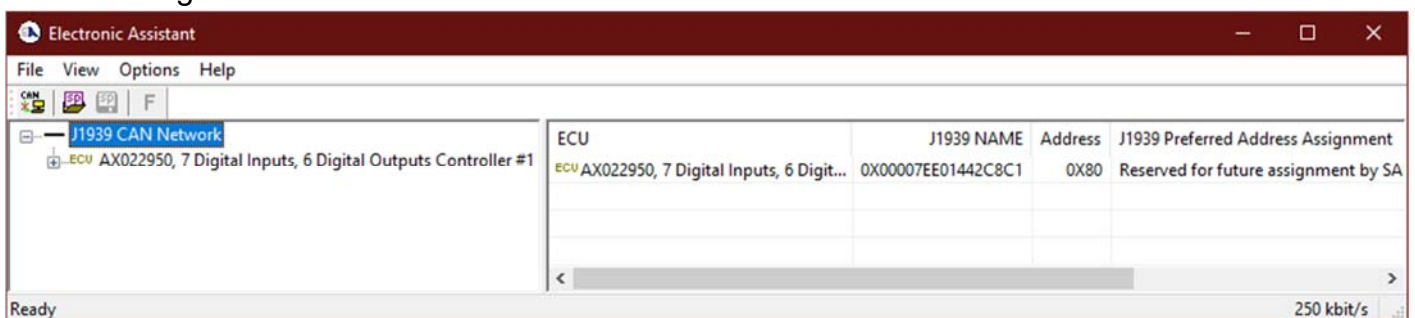 Electronic Assistant
File View Options Help
CAN SP SP F
J1939 CAN Network
ECU AX022950, 7 Digital Inputs, 6 Digital Outputs Controller #1
ECU J1939 NAME Address J1939 Preferred Address Assignment
ECU AX022950, 7 Digital Inputs, 6 Digit... 0X00007EE01442C8C1 0X80 Reserved for future assignment by SA
Ready 250 kbit/s